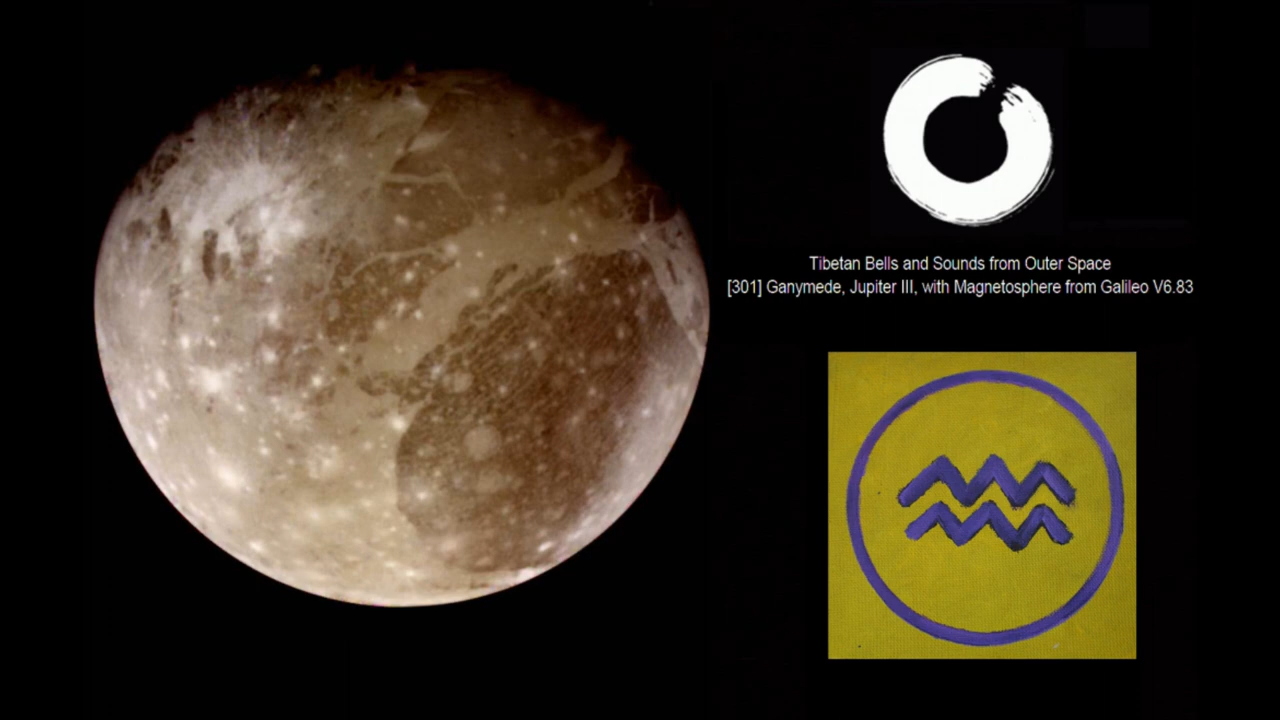 Tibetan Bells and Sounds from Outer Space
[301] Ganymede, Jupiter III, with Magnetosphere from Galileo V6.83